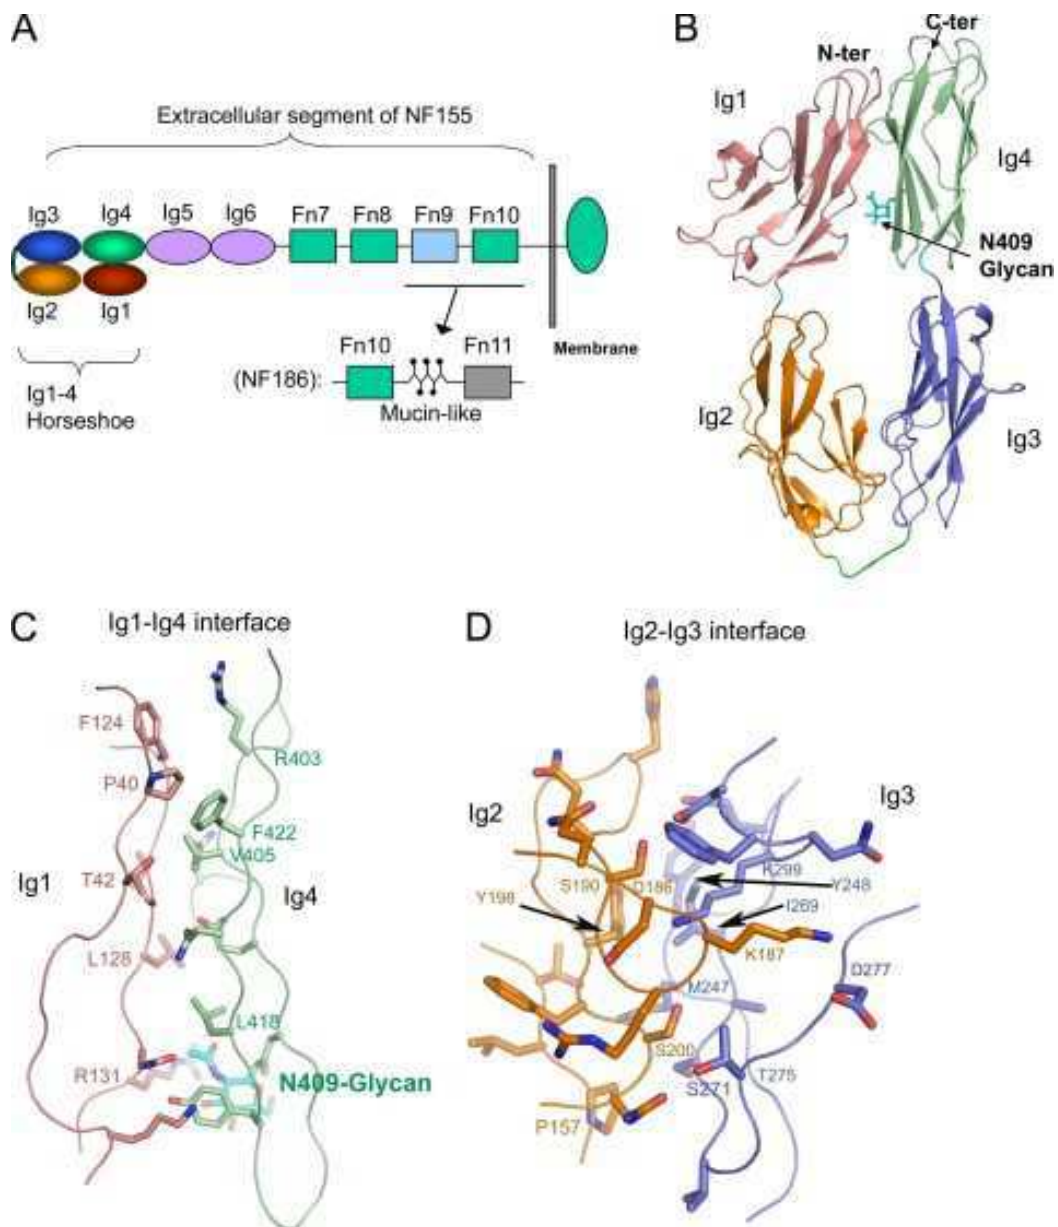 A
Extracellular segment of NF155
Ig3 Ig4 Ig5 Ig6 Fn7 Fn8 Fn9 Fn10
Ig2 Ig1
Ig1-4
Horseshoe
Membrane
(NF186): Fn10 Fn11
Mucin-like
B
N-ter C-ter
Ig1 Ig4
N409
Glycan
Ig2 Ig3
C
Ig1-Ig4 interface
F124
R403
P40
F422
V405
T42
Ig1 Ig4
L128
L418
R131
N409-Glycan
D
Ig2-Ig3 interface
Ig2 Ig3
S190 D186 K299 Y248
Y198 I269
K187
D277
M247
S200
S271 T275
P157